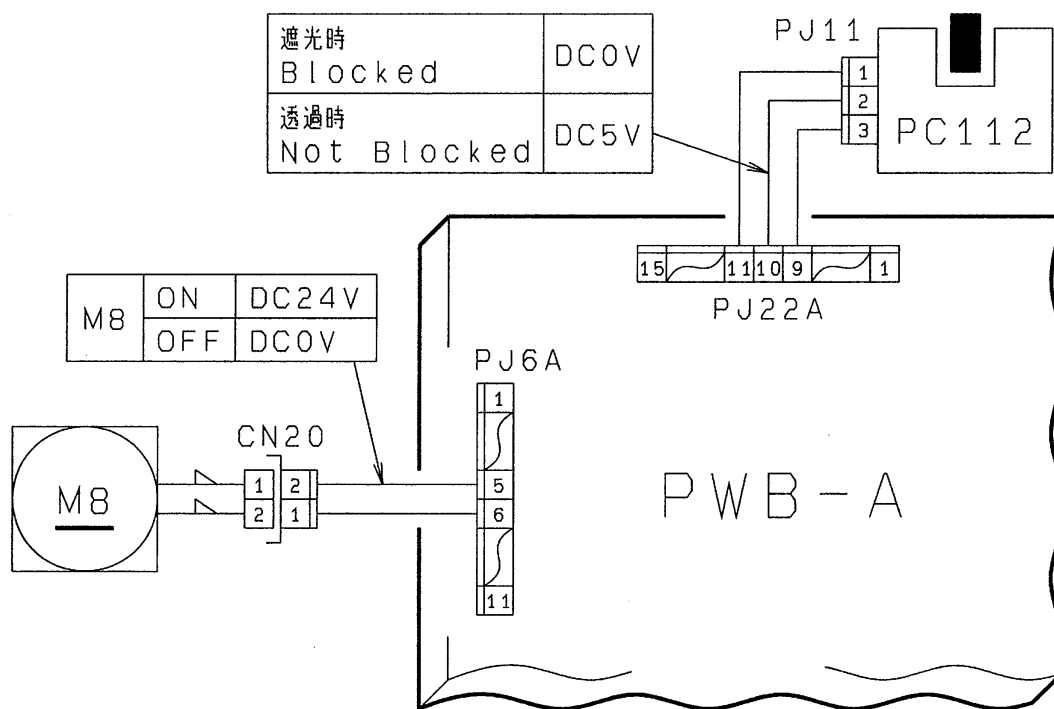 遮光時
Blocked
DC0V
透過時
Not Blocked
DC5V
PJ11
1
2
3
PC112
15
11
10
9
1
PJ22A
M8
ON
DC24V
OFF
DC0V
PJ6A
1
5
6
11
CN20
1
2
2
1
M8
PWB-A